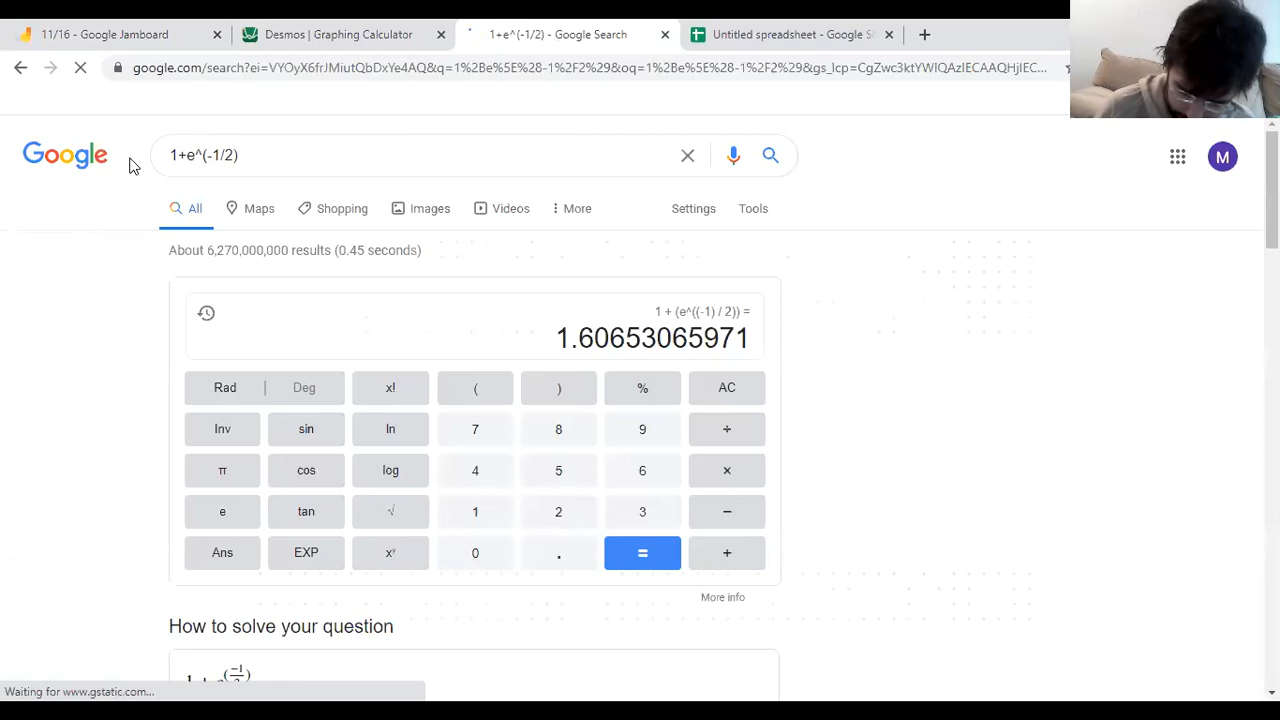 11/16 - Google Jamboard
Desmos | Graphing Calculator
1+e^(-1/2) - Google Search
Untitled spreadsheet - Google S
google.com/search?ei=VYOyX6frJMiutQbDxYe4AQ&q=1%2Be%5E%28-1%2F2%29&oq=1%2Be%5E%28-1%2F2%29&gs_lcp=CgZwc3ktYWIQAzIECAAQHjIEC...
Google
1+e^(-1/2)
M
All
Maps
Shopping
Images
Videos
More
Settings
Tools
About 6,270,000,000 results (0.45 seconds)
1 + (e^((-1) / 2)) =
1.60653065971
Rad | Deg x! ( ) % AC
Inv sin ln 7 8 9 ÷
π cos log 4 5 6 ×
e tan √ 1 2 3 −
Ans EXP xʸ 0 . = +
More info
How to solve your question
Waiting for www.gstatic.com...